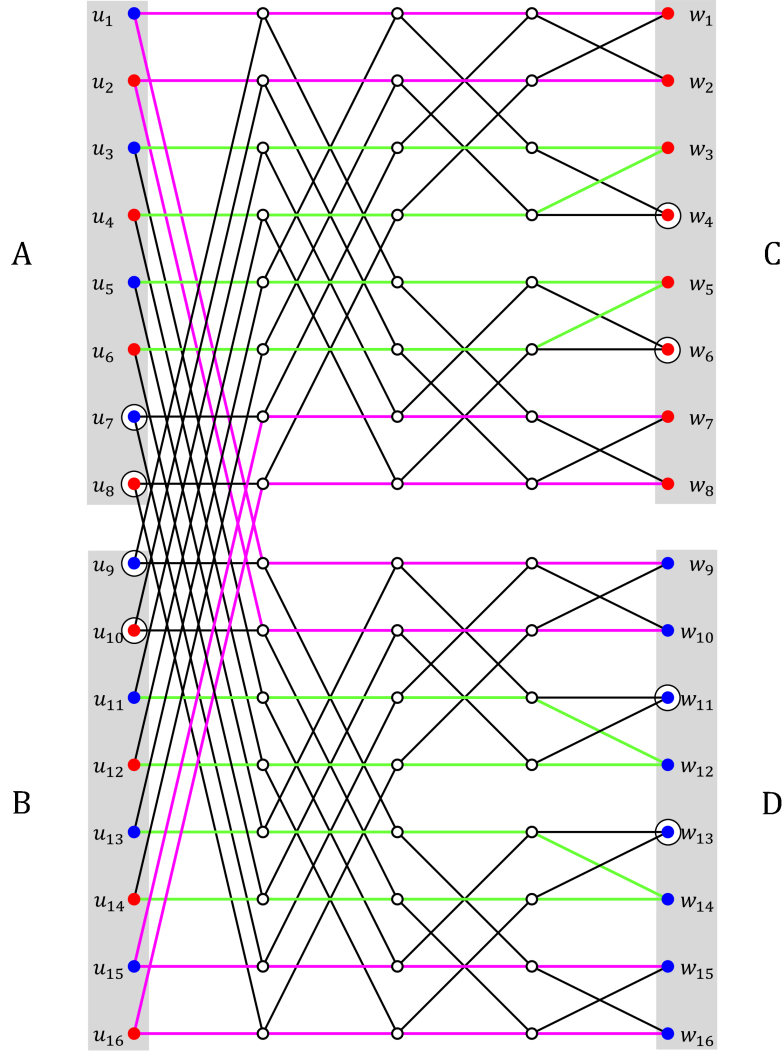 u₁ w₁
u₂ w₂
u₃ w₃
u₄ w₄
A C
u₅ w₅
u₆ w₆
u₇ w₇
u₈ w₈
u₉ w₉
u₁₀ w₁₀
u₁₁ w₁₁
u₁₂ w₁₂
B D
u₁₃ w₁₃
u₁₄ w₁₄
u₁₅ w₁₅
u₁₆ w₁₆